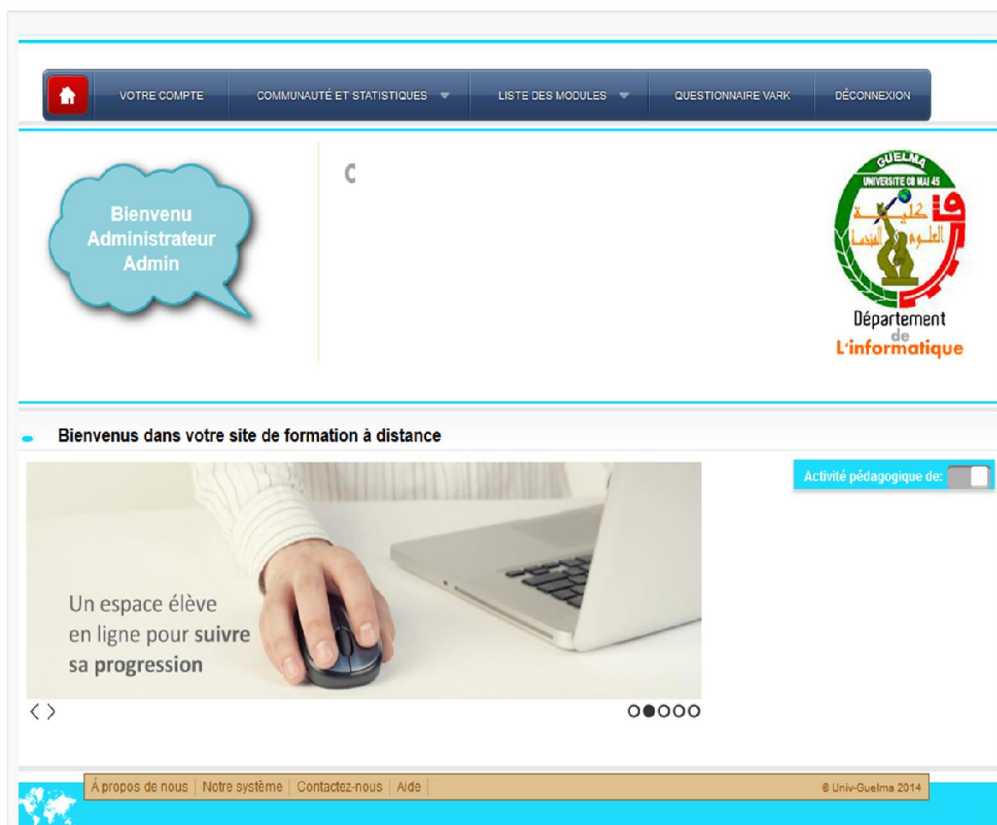 VOTRE COMPTE
COMMUNAUTÉ ET STATISTIQUES
LISTE DES MODULES
QUESTIONNAIRE VARK
DÉCONNEXION
Bienvenu
Administrateur
Admin
C
GUELMA
UNIVERSITE 08 MAI 45
كلية
العلوم
Département
de
L'informatique
Bienvenus dans votre site de formation à distance
Activité pédagogique de:
Un espace élève
en ligne pour suivre
sa progression
Á propos de nous | Notre système | Contactez-nous | Aide |
© Univ-Guelma 2014